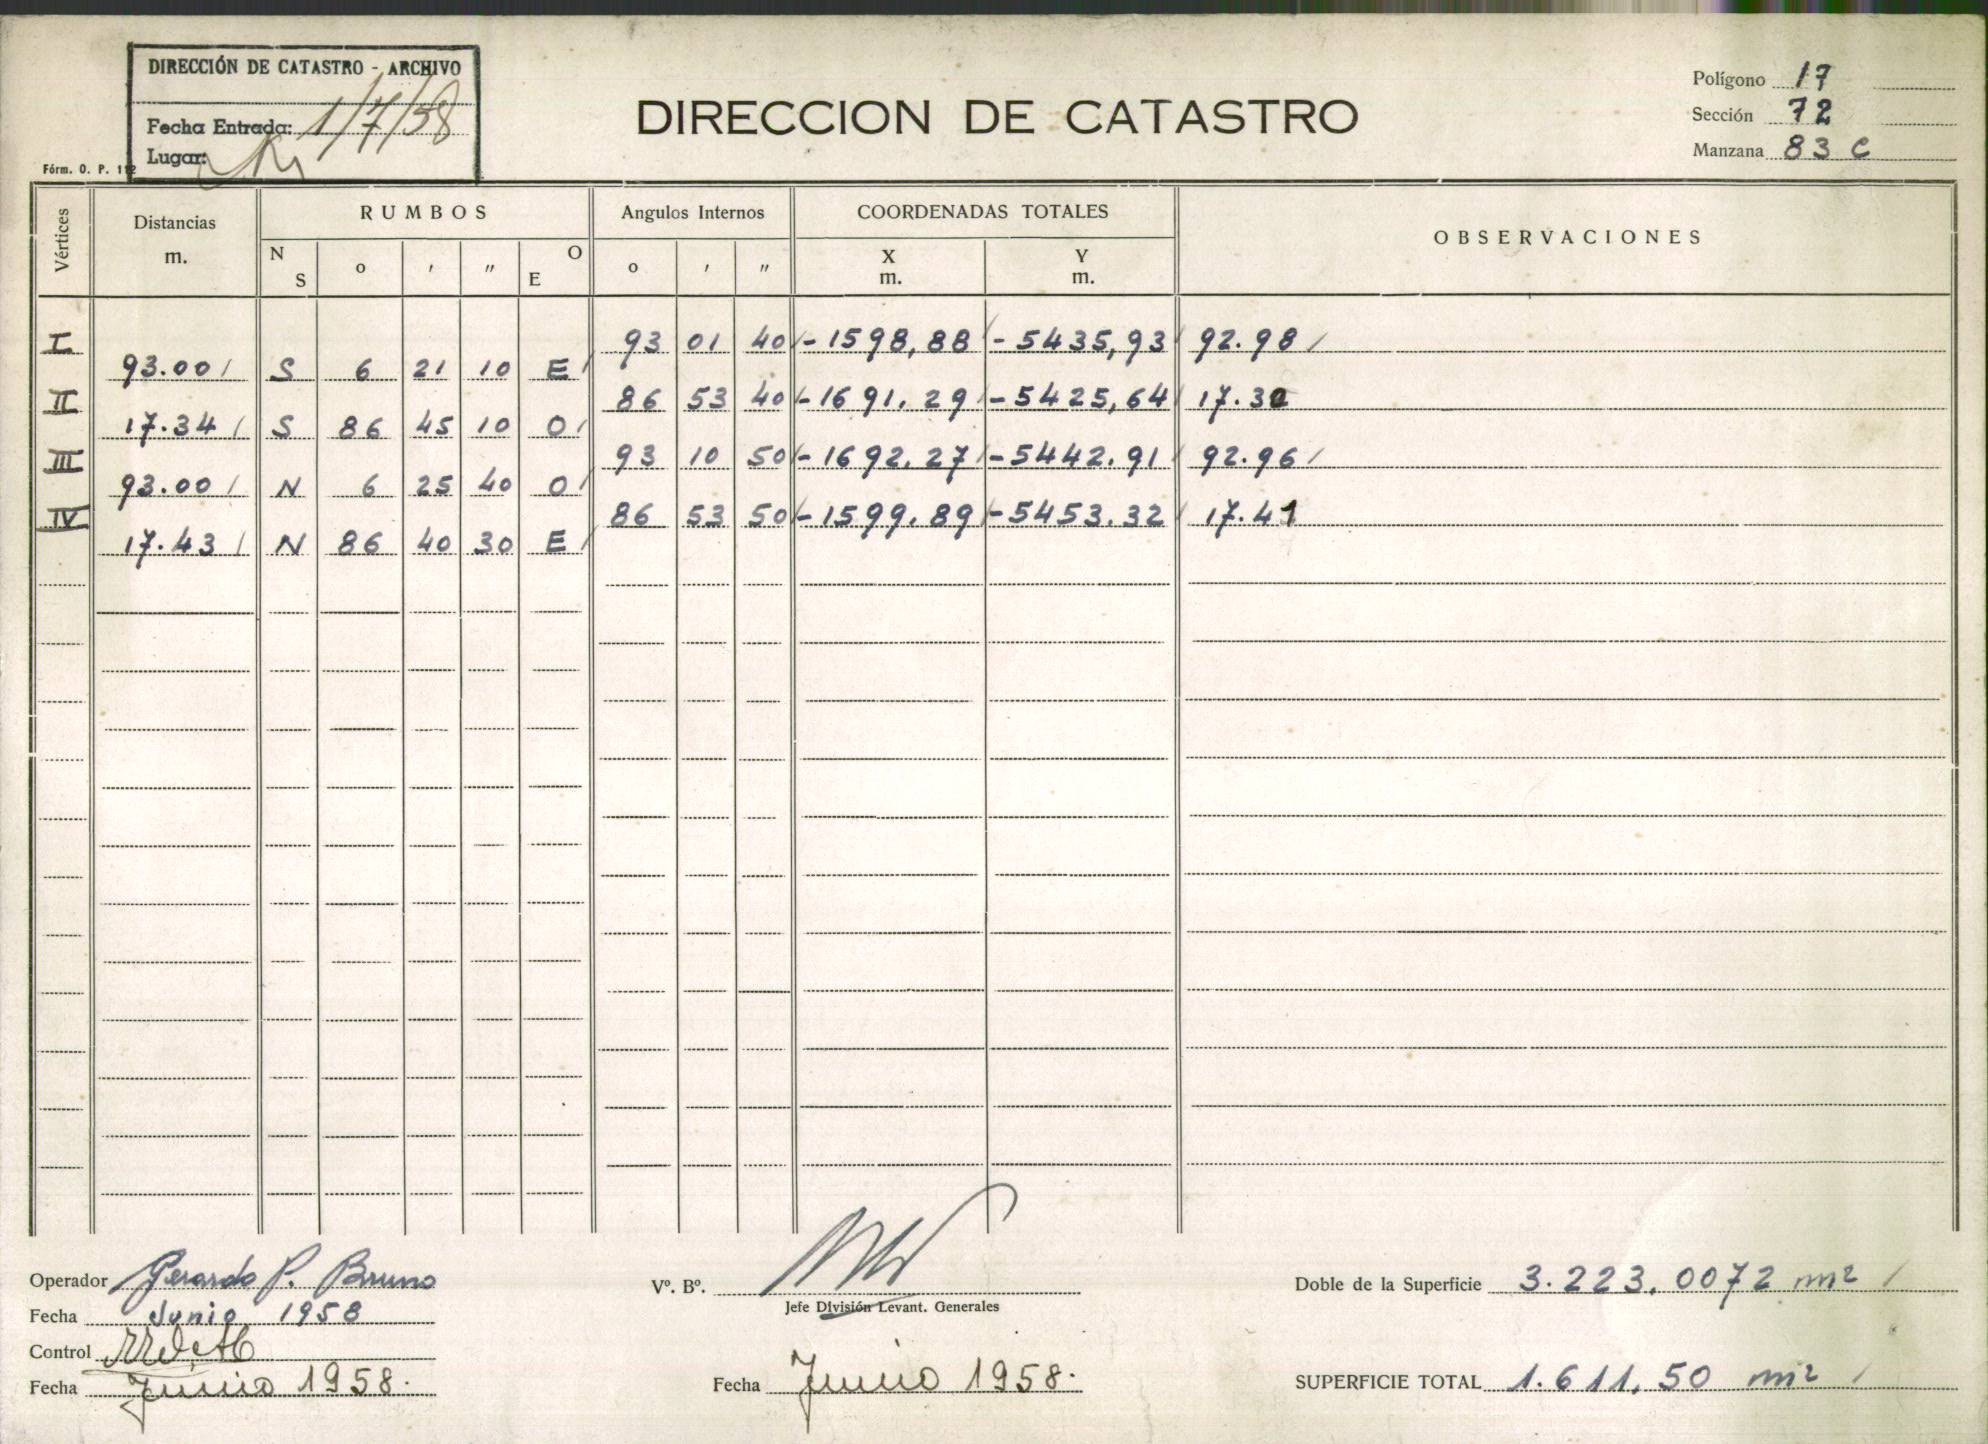 DIRECCIÓN DE CATASTRO - ARCHIVO
Fecha Entrada: 1/7/58
Lugar:
Fórm. O. P. 112
DIRECCION DE CATASTRO
Polígono 17
Sección 72
Manzana 83 C
Vértices Distancias m. RUMBOS Angulos Internos COORDENADAS TOTALES OBSERVACIONES
N S o ' " O E o ' " X m. Y m.
I 93 01 40 -1598,88 -5435,93 92.98
93.00 S 6 21 10 E
II 86 53 40 -1691.29 -5425,64 17.30
17.34 S 86 45 10 O
III 93 10 50 -1692.27 -5442.91 92.96
93.00 N 6 25 40 O
IV 86 53 50 -1599.89 -5453.32 17.41
17.43 N 86 40 30 E
Operador Gerardo P. Bruno
Fecha Junio 1958
Control
Fecha Junio 1958.
Vº. Bº.
Jefe División Levant. Generales
Fecha Junio 1958.
Doble de la Superficie 3.223.0072 m²
SUPERFICIE TOTAL 1.611.50 m²